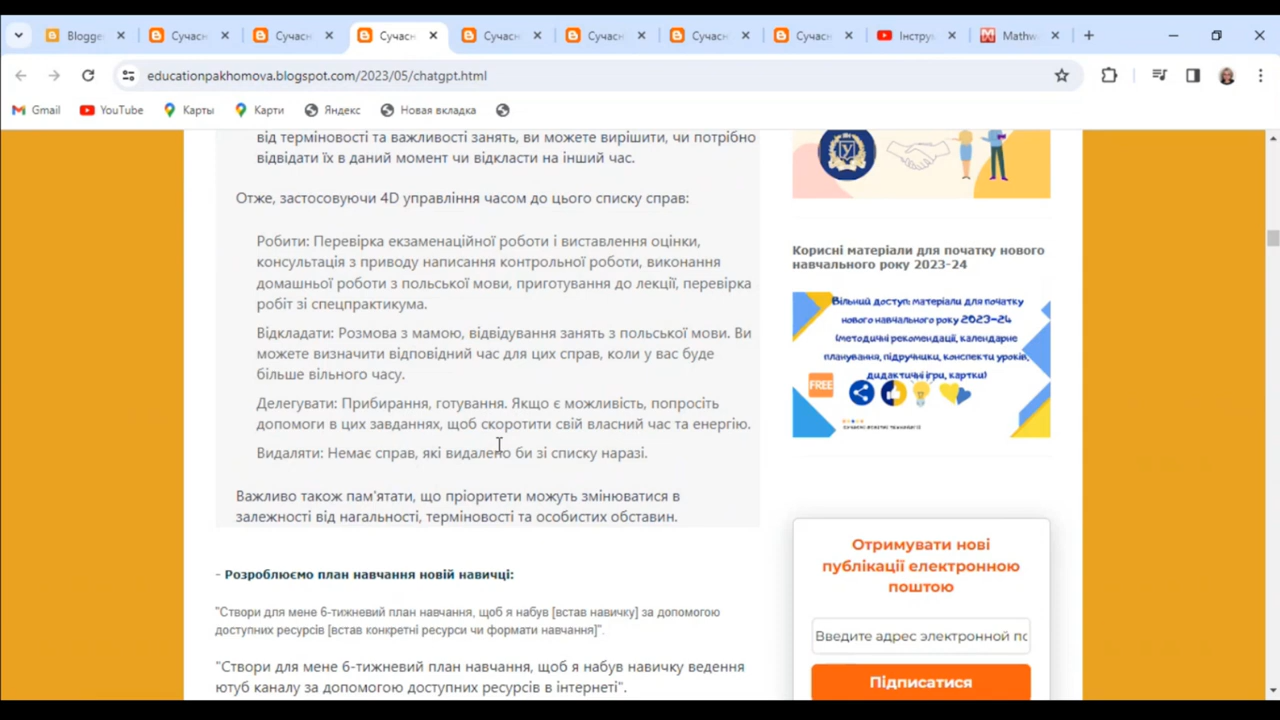 Blogge
Сучасн
Сучасн
Сучасн
Сучасн
Сучасн
Сучасн
Сучасн
Інструк
Mathw
educationpakhomova.blogspot.com/2023/05/chatgpt.html
Gmail
YouTube
Карты
Карти
Яндекс
Новая вкладка
від терміновості та важливості занять, ви можете вирішити, чи потрібно
відвідати їх в даний момент чи відкласти на інший час.
Отже, застосовуючи 4D управління часом до цього списку справ:
Робити: Перевірка екзаменаційної роботи і виставлення оцінки,
консультація з приводу написання контрольної роботи, виконання
домашньої роботи з польської мови, приготування до лекції, перевірка
робіт зі спецпрактикума.
Відкладати: Розмова з мамою, відвідування занять з польської мови. Ви
можете визначити відповідний час для цих справ, коли у вас буде
більше вільного часу.
Делегувати: Прибирання, готування. Якщо є можливість, попросіть
допомоги в цих завданнях, щоб скоротити свій власний час та енергію.
Видаляти: Немає справ, які видалено би зі списку наразі.
Важливо також пам'ятати, що пріоритети можуть змінюватися в
залежності від нагальності, терміновості та особистих обставин.
- Розроблюємо план навчання новій навичці:
"Створи для мене 6-тижневий план навчання, щоб я набув [встав навичку] за допомогою
доступних ресурсів [встав конкретні ресурси чи формати навчання]".
"Створи для мене 6-тижневий план навчання, щоб я набув навичку ведення
ютуб каналу за допомогою доступних ресурсів в інтернеті".
Корисні матеріали для початку нового
навчального року 2023-24
Вільний доступ: матеріали для початку
нового навчального року 2023-24
(методичні рекомендації, календарне
планування, підручники, конспекти уроків,
дидактичні ігри, картки)
FREE
Отримувати нові
публікації електронною
поштою
Введите адрес электронной по
Підписатися